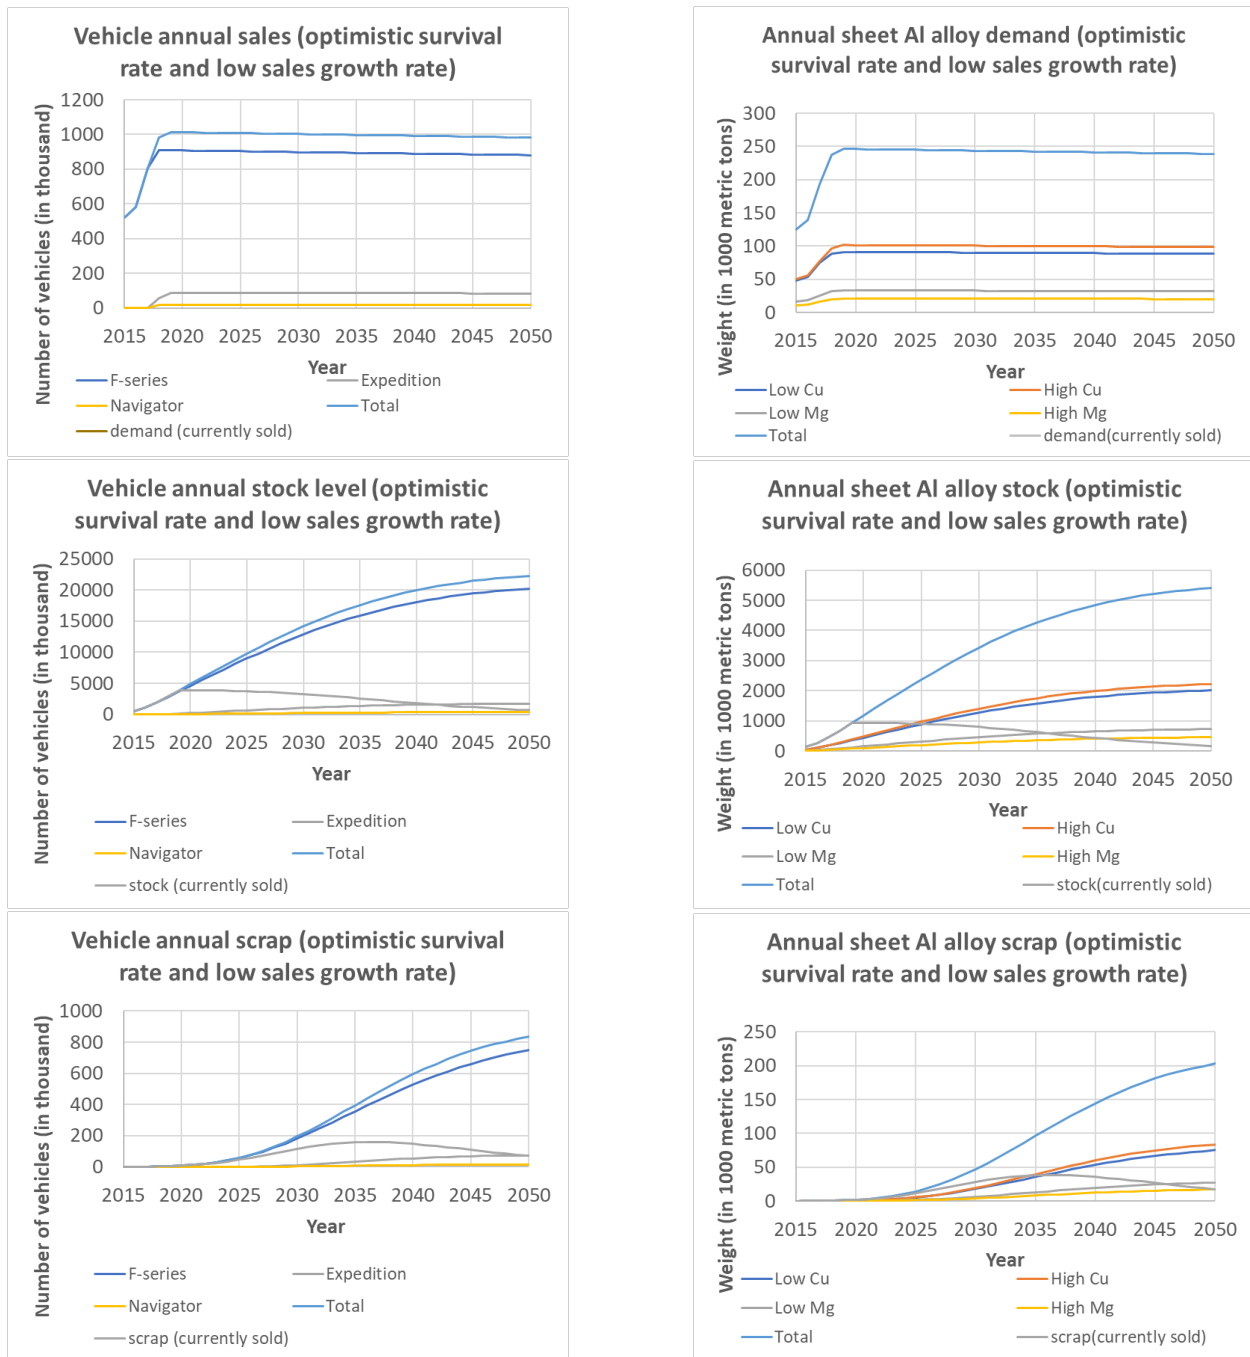 Vehicle annual sales (optimistic survival
rate and low sales growth rate)
Number of vehicles (in thousand)
1200
1000
800
600
400
200
0
2015 2020 2025 2030 2035 2040 2045 2050
Year
F-series Expedition
Navigator Total
demand (currently sold)
Annual sheet Al alloy demand (optimistic
survival rate and low sales growth rate)
Weight (in 1000 metric tons)
300
250
200
150
100
50
0
2015 2020 2025 2030 2035 2040 2045 2050
Year
Low Cu High Cu
Low Mg High Mg
Total demand(currently sold)
Vehicle annual stock level (optimistic
survival rate and low sales growth rate)
Number of vehicles (in thousand)
25000
20000
15000
10000
5000
0
2015 2020 2025 2030 2035 2040 2045 2050
Year
F-series Expedition
Navigator Total
stock (currently sold)
Annual sheet Al alloy stock (optimistic
survival rate and low sales growth rate)
Weight (in 1000 metric tons)
6000
5000
4000
3000
2000
1000
0
2015 2020 2025 2030 2035 2040 2045 2050
Year
Low Cu High Cu
Low Mg High Mg
Total stock(currently sold)
Vehicle annual scrap (optimistic survival
rate and low sales growth rate)
Number of vehicles (in thousand)
1000
800
600
400
200
0
2015 2020 2025 2030 2035 2040 2045 2050
Year
F-series Expedition
Navigator Total
scrap (currently sold)
Annual sheet Al alloy scrap (optimistic
survival rate and low sales growth rate)
Weight (in 1000 metric tons)
250
200
150
100
50
0
2015 2020 2025 2030 2035 2040 2045 2050
Year
Low Cu High Cu
Low Mg High Mg
Total scrap(currently sold)